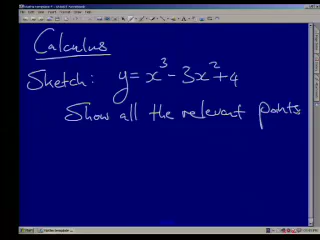 Calculus
Sketch: y = x³ - 3x² + 4
Show all the relevant points